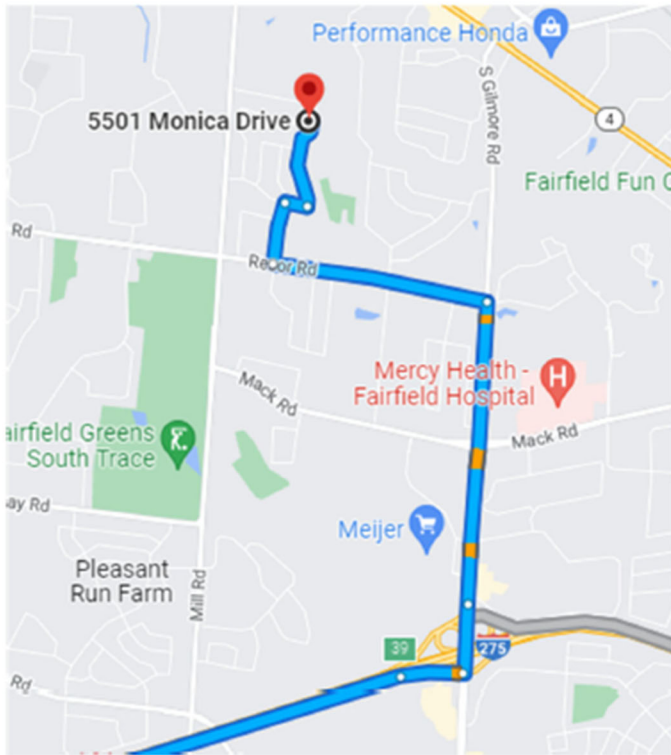 Performance Honda
5501 Monica Drive
S Gilmore Rd
4
Fairfield Fun
Rd
Rd
Mercy Health -
Fairfield Hospital
H
Mack Rd
Mack Rd
airfield Greens
South Trace
ay Rd
Meijer
Pleasant
Run Farm
Mill Rd
39
275
Rd